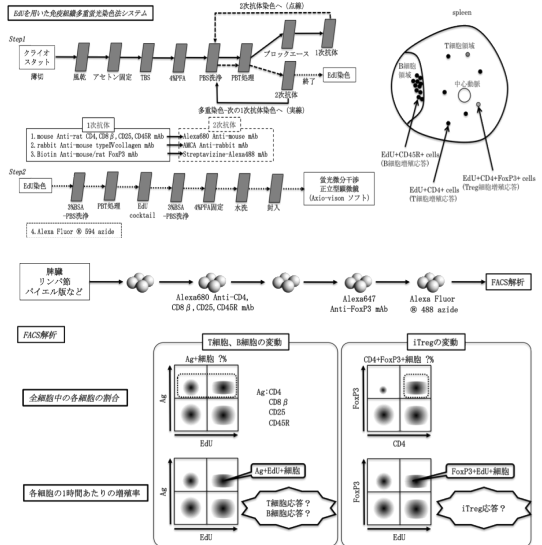 EdUを用いた免疫組織多重蛍光染色法システム
Step1
クライオ
スタット
薄切
風乾
アセトン固定
TBS
4%PFA
PBS洗浄
PBT処理
ブロックエース
1次抗体
2次抗体
終了
EdU染色
2次抗体染色へ（点線）
多重染色-次の1次抗体染色へ（実線）
1次抗体
2次抗体
1.mouse Anti-rat CD4,CD8β,CD25,CD45R mAb
Alexa680 Anti-mouse mAb
2.rabbit Anti-mouse typeⅣcollagen mAb
AMCA Anti-rabbit mAb
3.Biotin Anti-mouse/rat FoxP3 mAb
Streptavizine-Alexa488 mAb
Step2
EdU染色
3%BSA
-PBS洗浄
PBT処理
EdU
cocktail
3%BSA
-PBS洗浄
4%PFA固定
水洗
封入
蛍光微分干渉
正立型顕微鏡
(Axio-vison ソフト)
4.Alexa Fluor ® 594 azide
spleen
T細胞領域
B細胞
領域
中心動脈
EdU+CD45R+ cells
(B細胞増殖応答)
EdU+CD4+ cells
(T細胞増殖応答)
EdU+CD4+FoxP3+ cells
(Treg細胞増殖応答)
脾臓
リンパ節
パイエル版など
Alexa680 Anti-CD4,
CD8β,CD25,CD45R mAb
Alexa647
Anti-FoxP3 mAb
Alexa Fluor
® 488 azide
FACS解析
FACS解析
T細胞、B細胞の変動
iTregの変動
全細胞中の各細胞の割合
Ag+細胞 ?%
Ag
EdU
Ag:CD4
CD8β
CD25
CD45R
CD4+FoxP3+細胞 ?%
FoxP3
CD4
各細胞の1時間あたりの増殖率
Ag
EdU
Ag+EdU+細胞
T細胞応答？
B細胞応答？
FoxP3
EdU
FoxP3+EdU+細胞
iTreg応答？